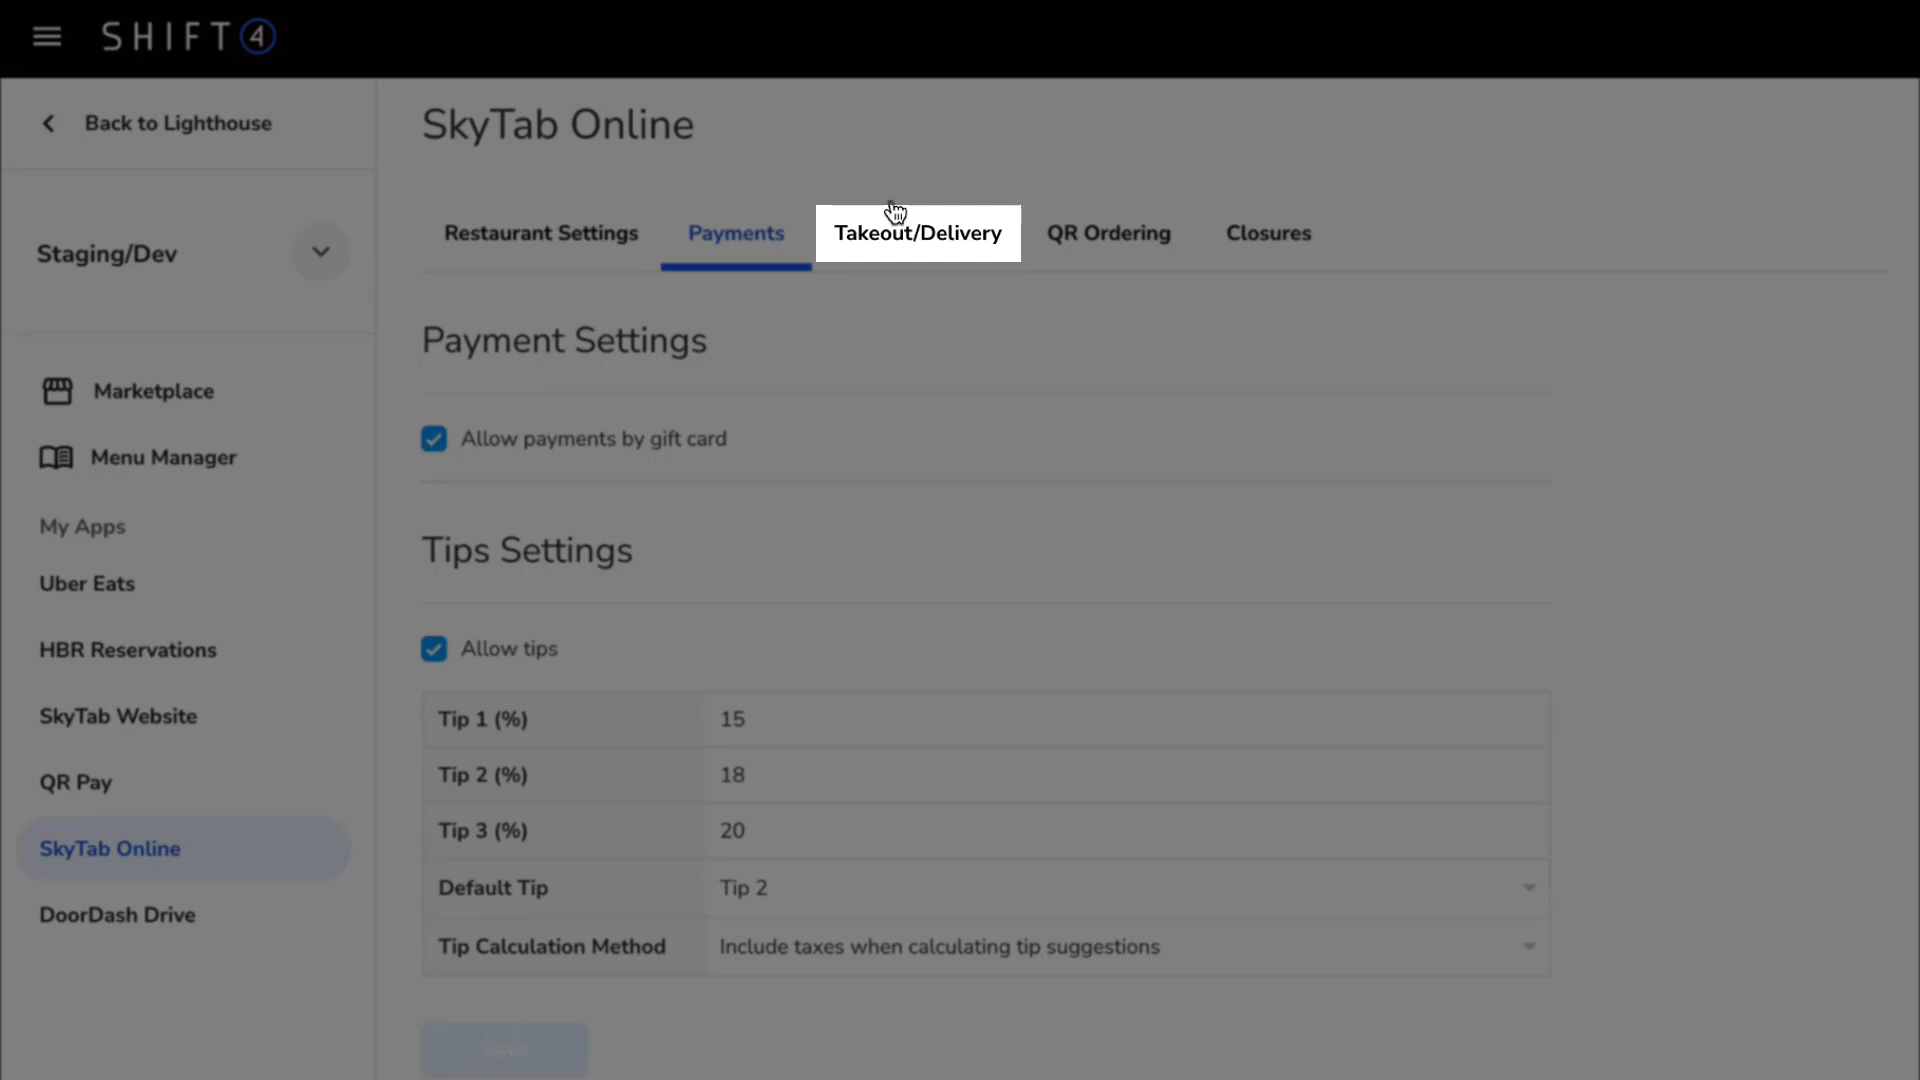 SHIFT4
Back to Lighthouse
SkyTab Online
Staging/Dev
Restaurant Settings
Payments
Takeout/Delivery
QR Ordering
Closures
Payment Settings
Marketplace
Allow payments by gift card
Menu Manager
My Apps
Tips Settings
Uber Eats
HBR Reservations
Allow tips
SkyTab Website
Tip 1 (%) 15
Tip 2 (%) 18
QR Pay
Tip 3 (%) 20
SkyTab Online
Default Tip Tip 2
DoorDash Drive
Tip Calculation Method Include taxes when calculating tip suggestions